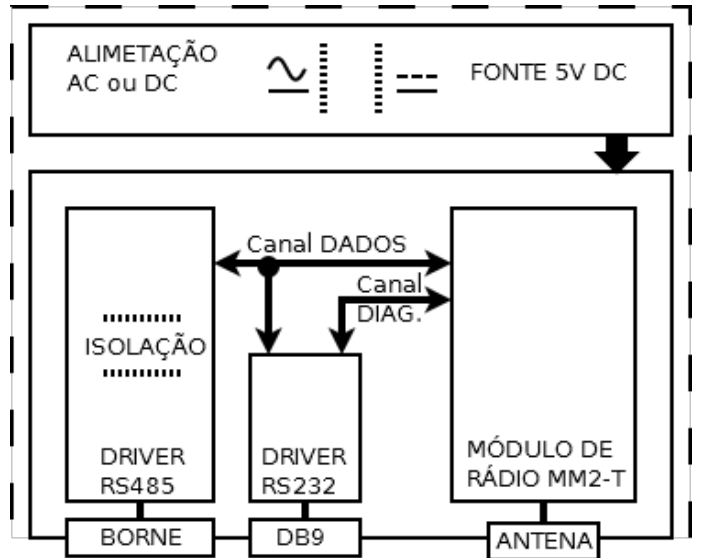 ALIMETAÇÃO
AC ou DC
FONTE 5V DC
Canal DADOS
Canal
DIAG.
ISOLAÇÃO
DRIVER
RS485
DRIVER
RS232
MÓDULO DE
RÁDIO MM2-T
BORNE
DB9
ANTENA